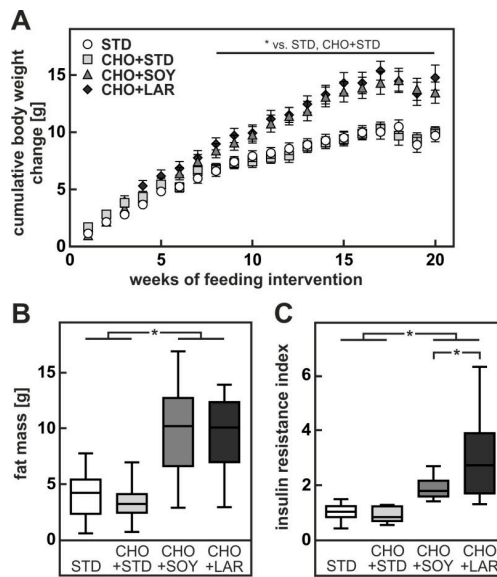 A
STD
CHO+STD
CHO+SOY
CHO+LAR
* vs. STD, CHO+STD
cumulative body weight
change [g]
15
10
5
0
0 5 10 15 20
weeks of feeding intervention
B
*
fat mass [g]
15
10
5
0
STD CHO +STD CHO +SOY CHO +LAR
C
*
*
insulin resistance index
6
4
2
0
STD CHO +STD CHO +SOY CHO +LAR